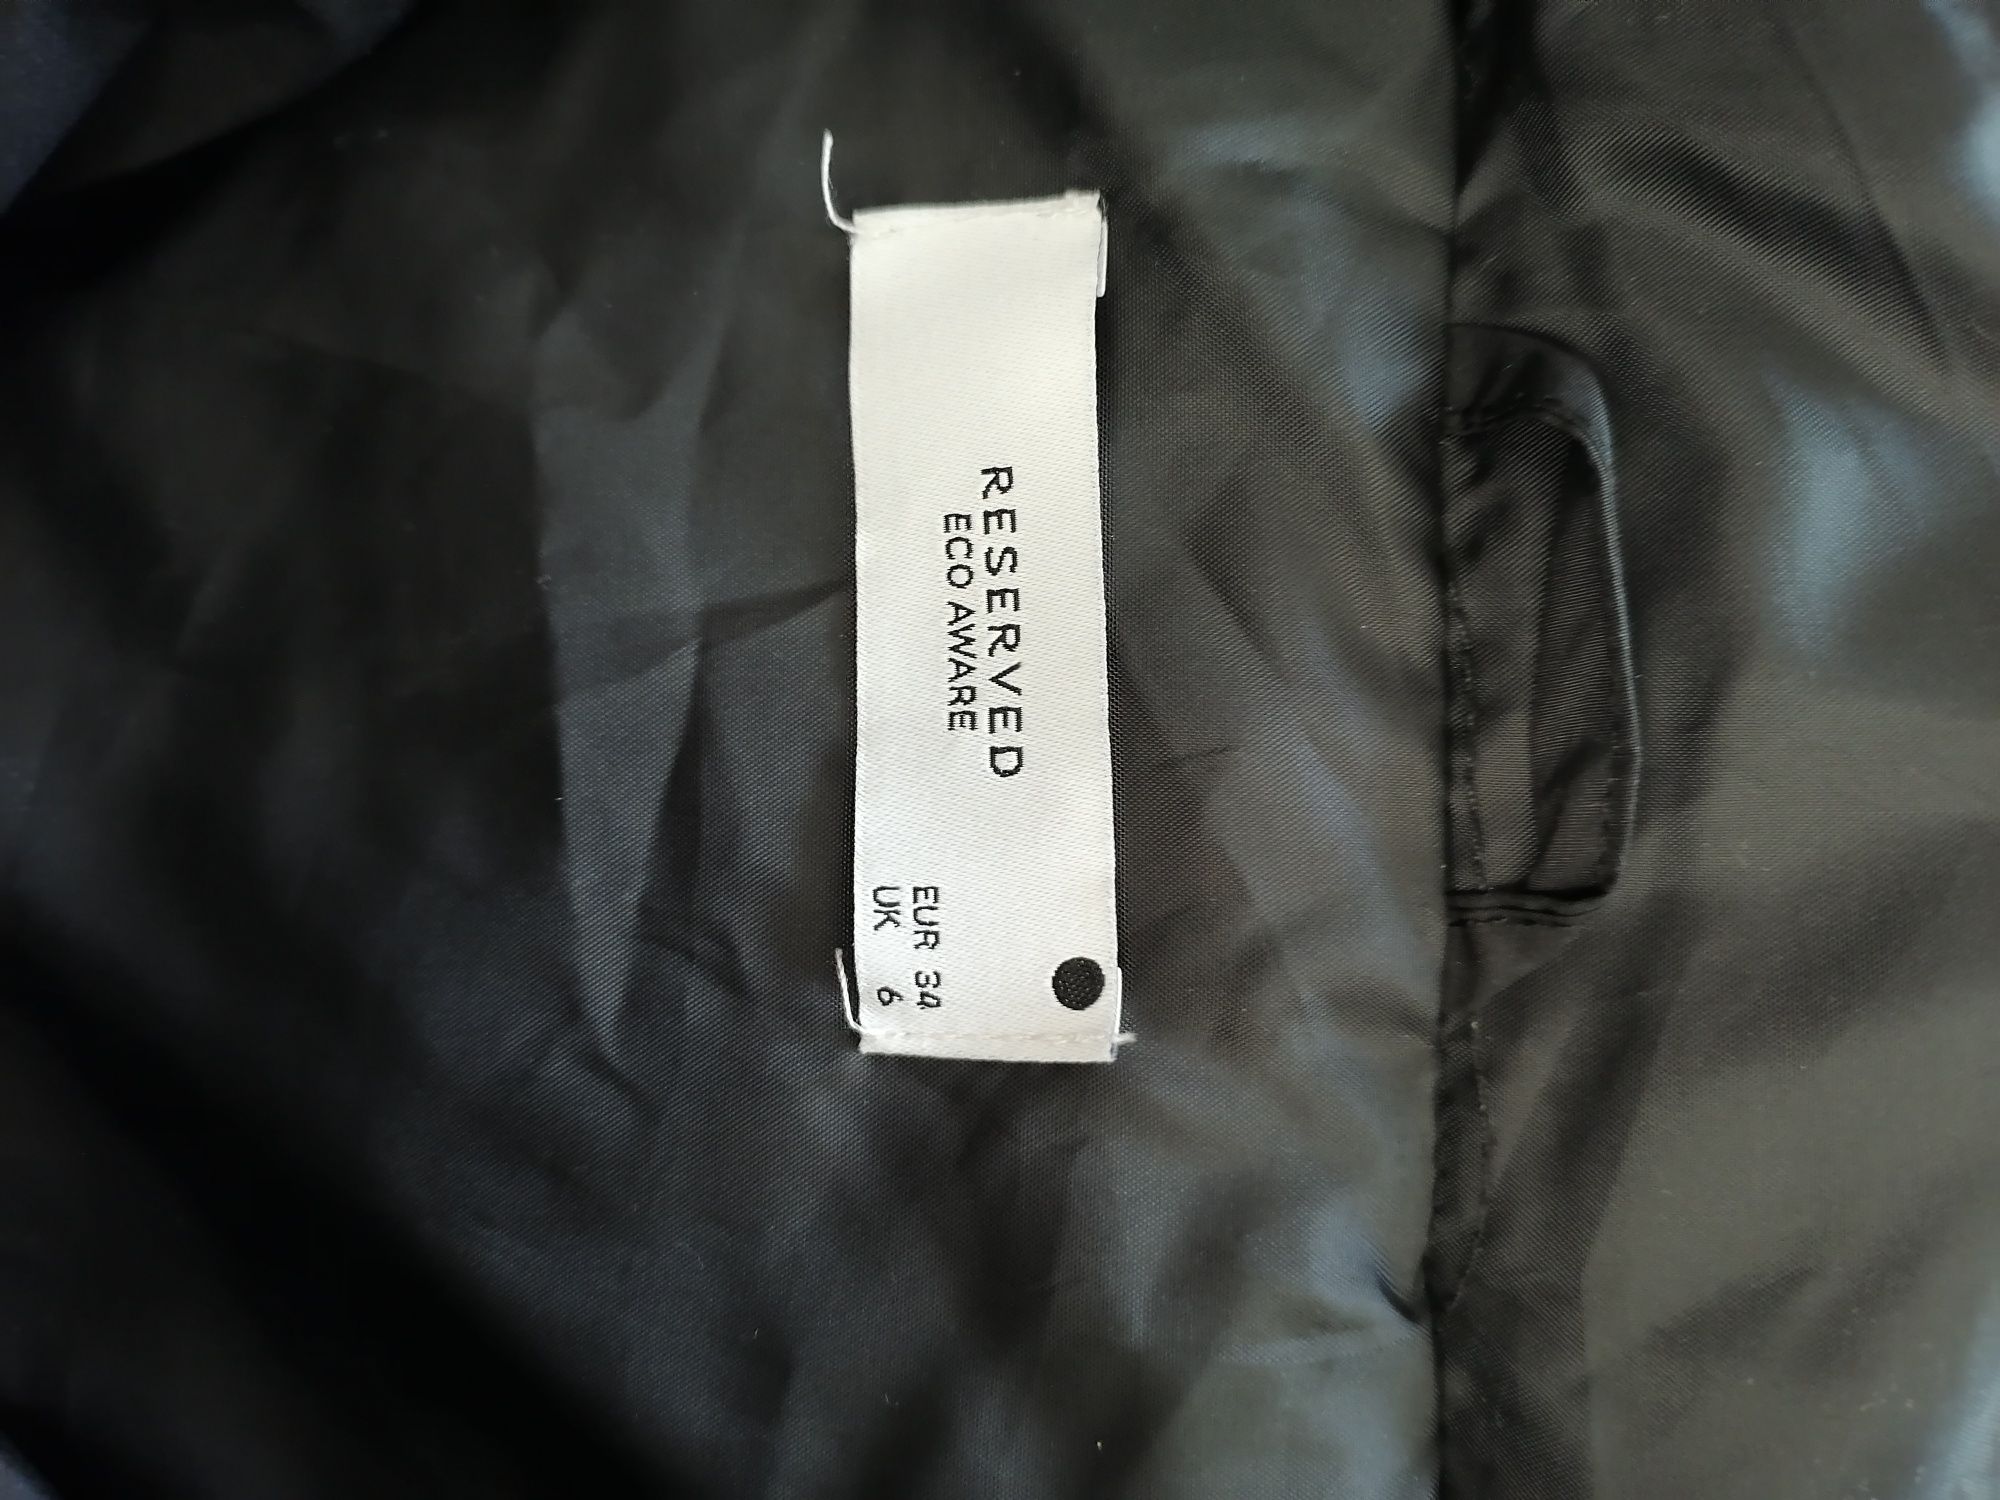 RESERVED
ECO AWARE
EUR 34
UK 6